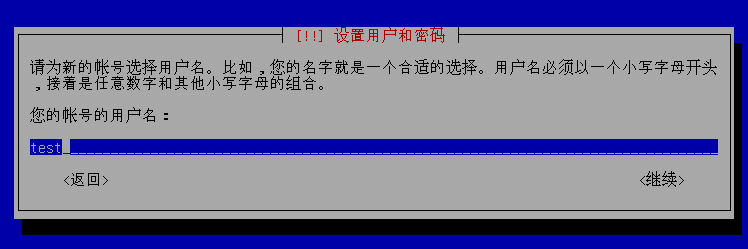 [!!] 设置用户和密码
请为新的帐号选择用户名。比如，您的名字就是一个合适的选择。用户名必须以一个小写字母开头
，接着是任意数字和其他小写字母的组合。
您的帐号的用户名：
test
<返回> <继续>